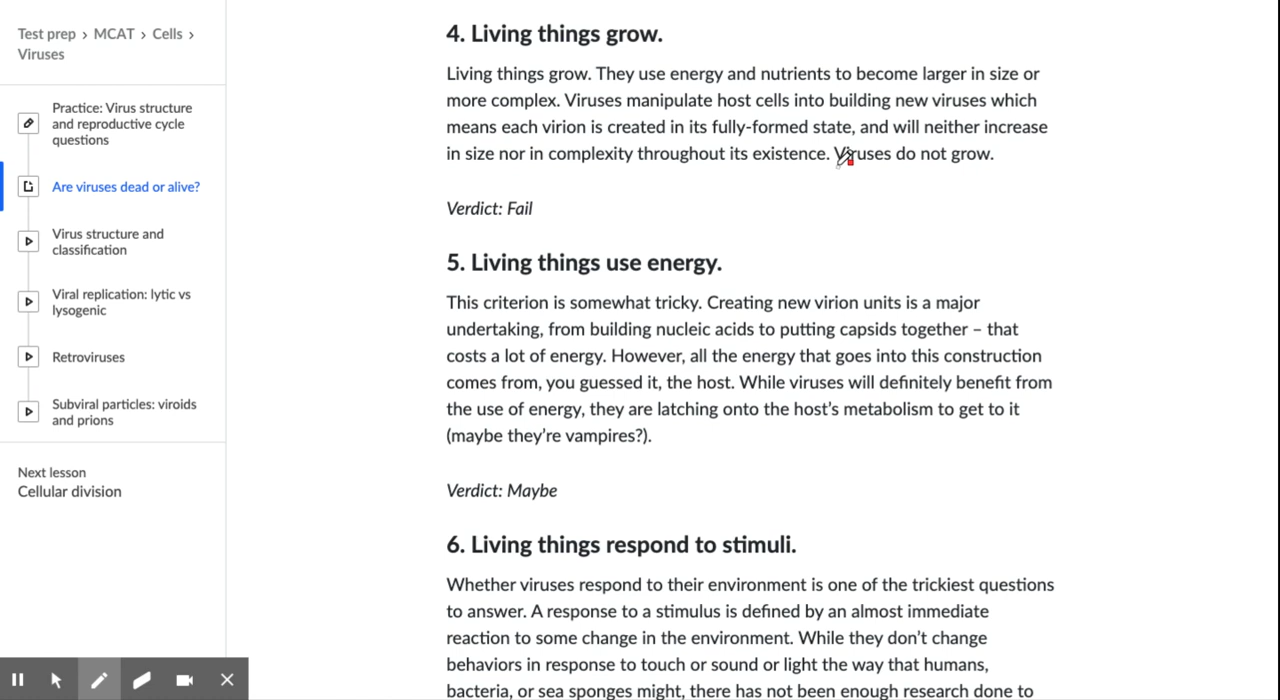 Test prep › MCAT › Cells ›
Viruses
Practice: Virus structure
and reproductive cycle
questions
Are viruses dead or alive?
Virus structure and
classification
Viral replication: lytic vs
lysogenic
Retroviruses
Subviral particles: viroids
and prions
Next lesson
Cellular division
4. Living things grow.
Living things grow. They use energy and nutrients to become larger in size or
more complex. Viruses manipulate host cells into building new viruses which
means each virion is created in its fully-formed state, and will neither increase
in size nor in complexity throughout its existence. Viruses do not grow.
Verdict: Fail
5. Living things use energy.
This criterion is somewhat tricky. Creating new virion units is a major
undertaking, from building nucleic acids to putting capsids together – that
costs a lot of energy. However, all the energy that goes into this construction
comes from, you guessed it, the host. While viruses will definitely benefit from
the use of energy, they are latching onto the host’s metabolism to get to it
(maybe they’re vampires?).
Verdict: Maybe
6. Living things respond to stimuli.
Whether viruses respond to their environment is one of the trickiest questions
to answer. A response to a stimulus is defined by an almost immediate
reaction to some change in the environment. While they don’t change
behaviors in response to touch or sound or light the way that humans,
bacteria, or sea sponges might, there has not been enough research done to